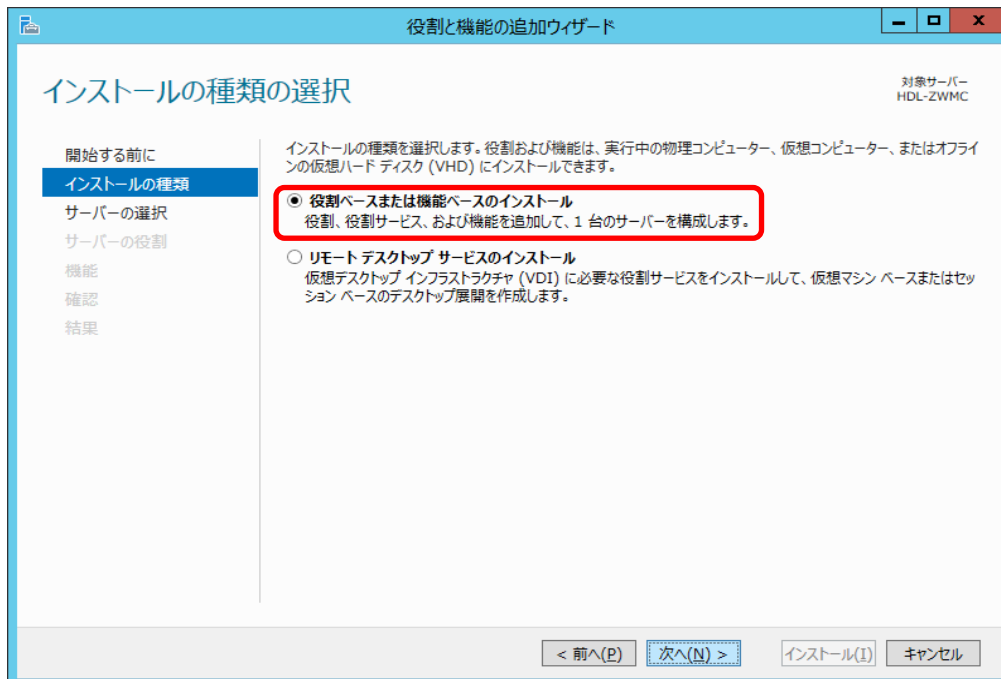 役割と機能の追加ウィザード
インストールの種類の選択
対象サーバー
HDL-ZWMC
開始する前に
インストールの種類
サーバーの選択
サーバーの役割
機能
確認
結果
インストールの種類を選択します。役割および機能は、実行中の物理コンピューター、仮想コンピューター、またはオフライ
ンの仮想ハード ディスク (VHD) にインストールできます。
役割ベースまたは機能ベースのインストール
役割、役割サービス、および機能を追加して、1 台のサーバーを構成します。
リモート デスクトップ サービスのインストール
仮想デスクトップ インフラストラクチャ (VDI) に必要な役割サービスをインストールして、仮想マシン ベースまたはセッ
ション ベースのデスクトップ展開を作成します。
< 前へ(P) 次へ(N) > インストール(I) キャンセル